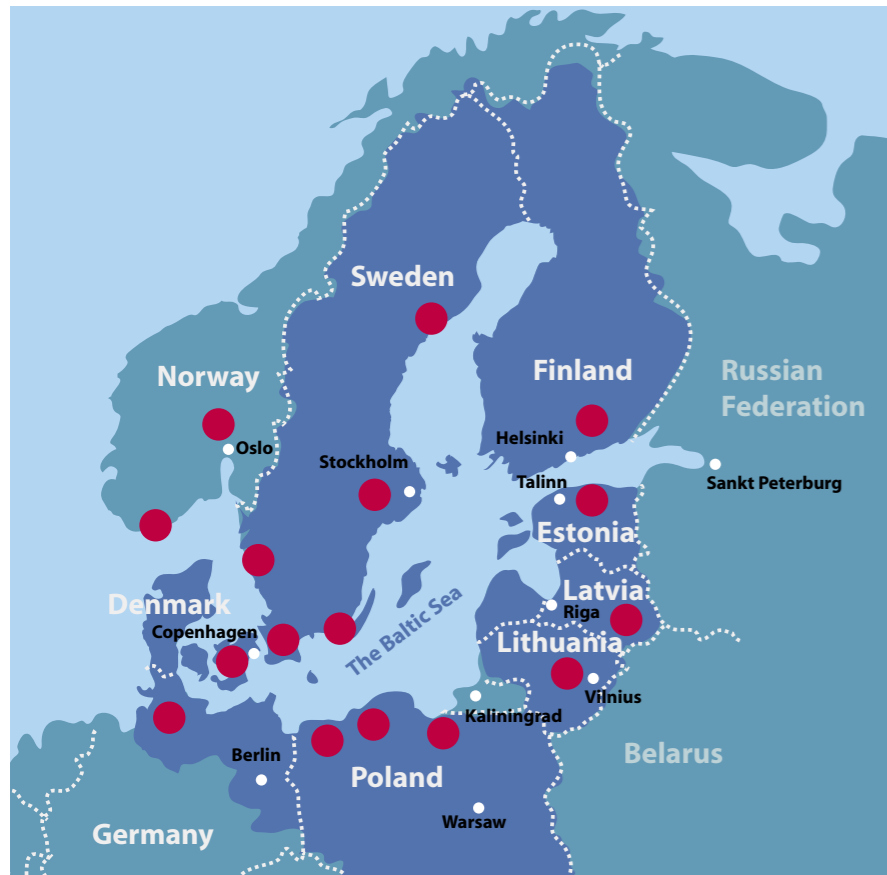 Sweden
Norway
Finland
Russian
Federation
Oslo
Helsinki
Stockholm
Talinn
Sankt Peterburg
Estonia
Latvia
Denmark
Riga
Copenhagen
The Baltic Sea
Lithuania
Vilnius
Kaliningrad
Berlin
Belarus
Poland
Warsaw
Germany